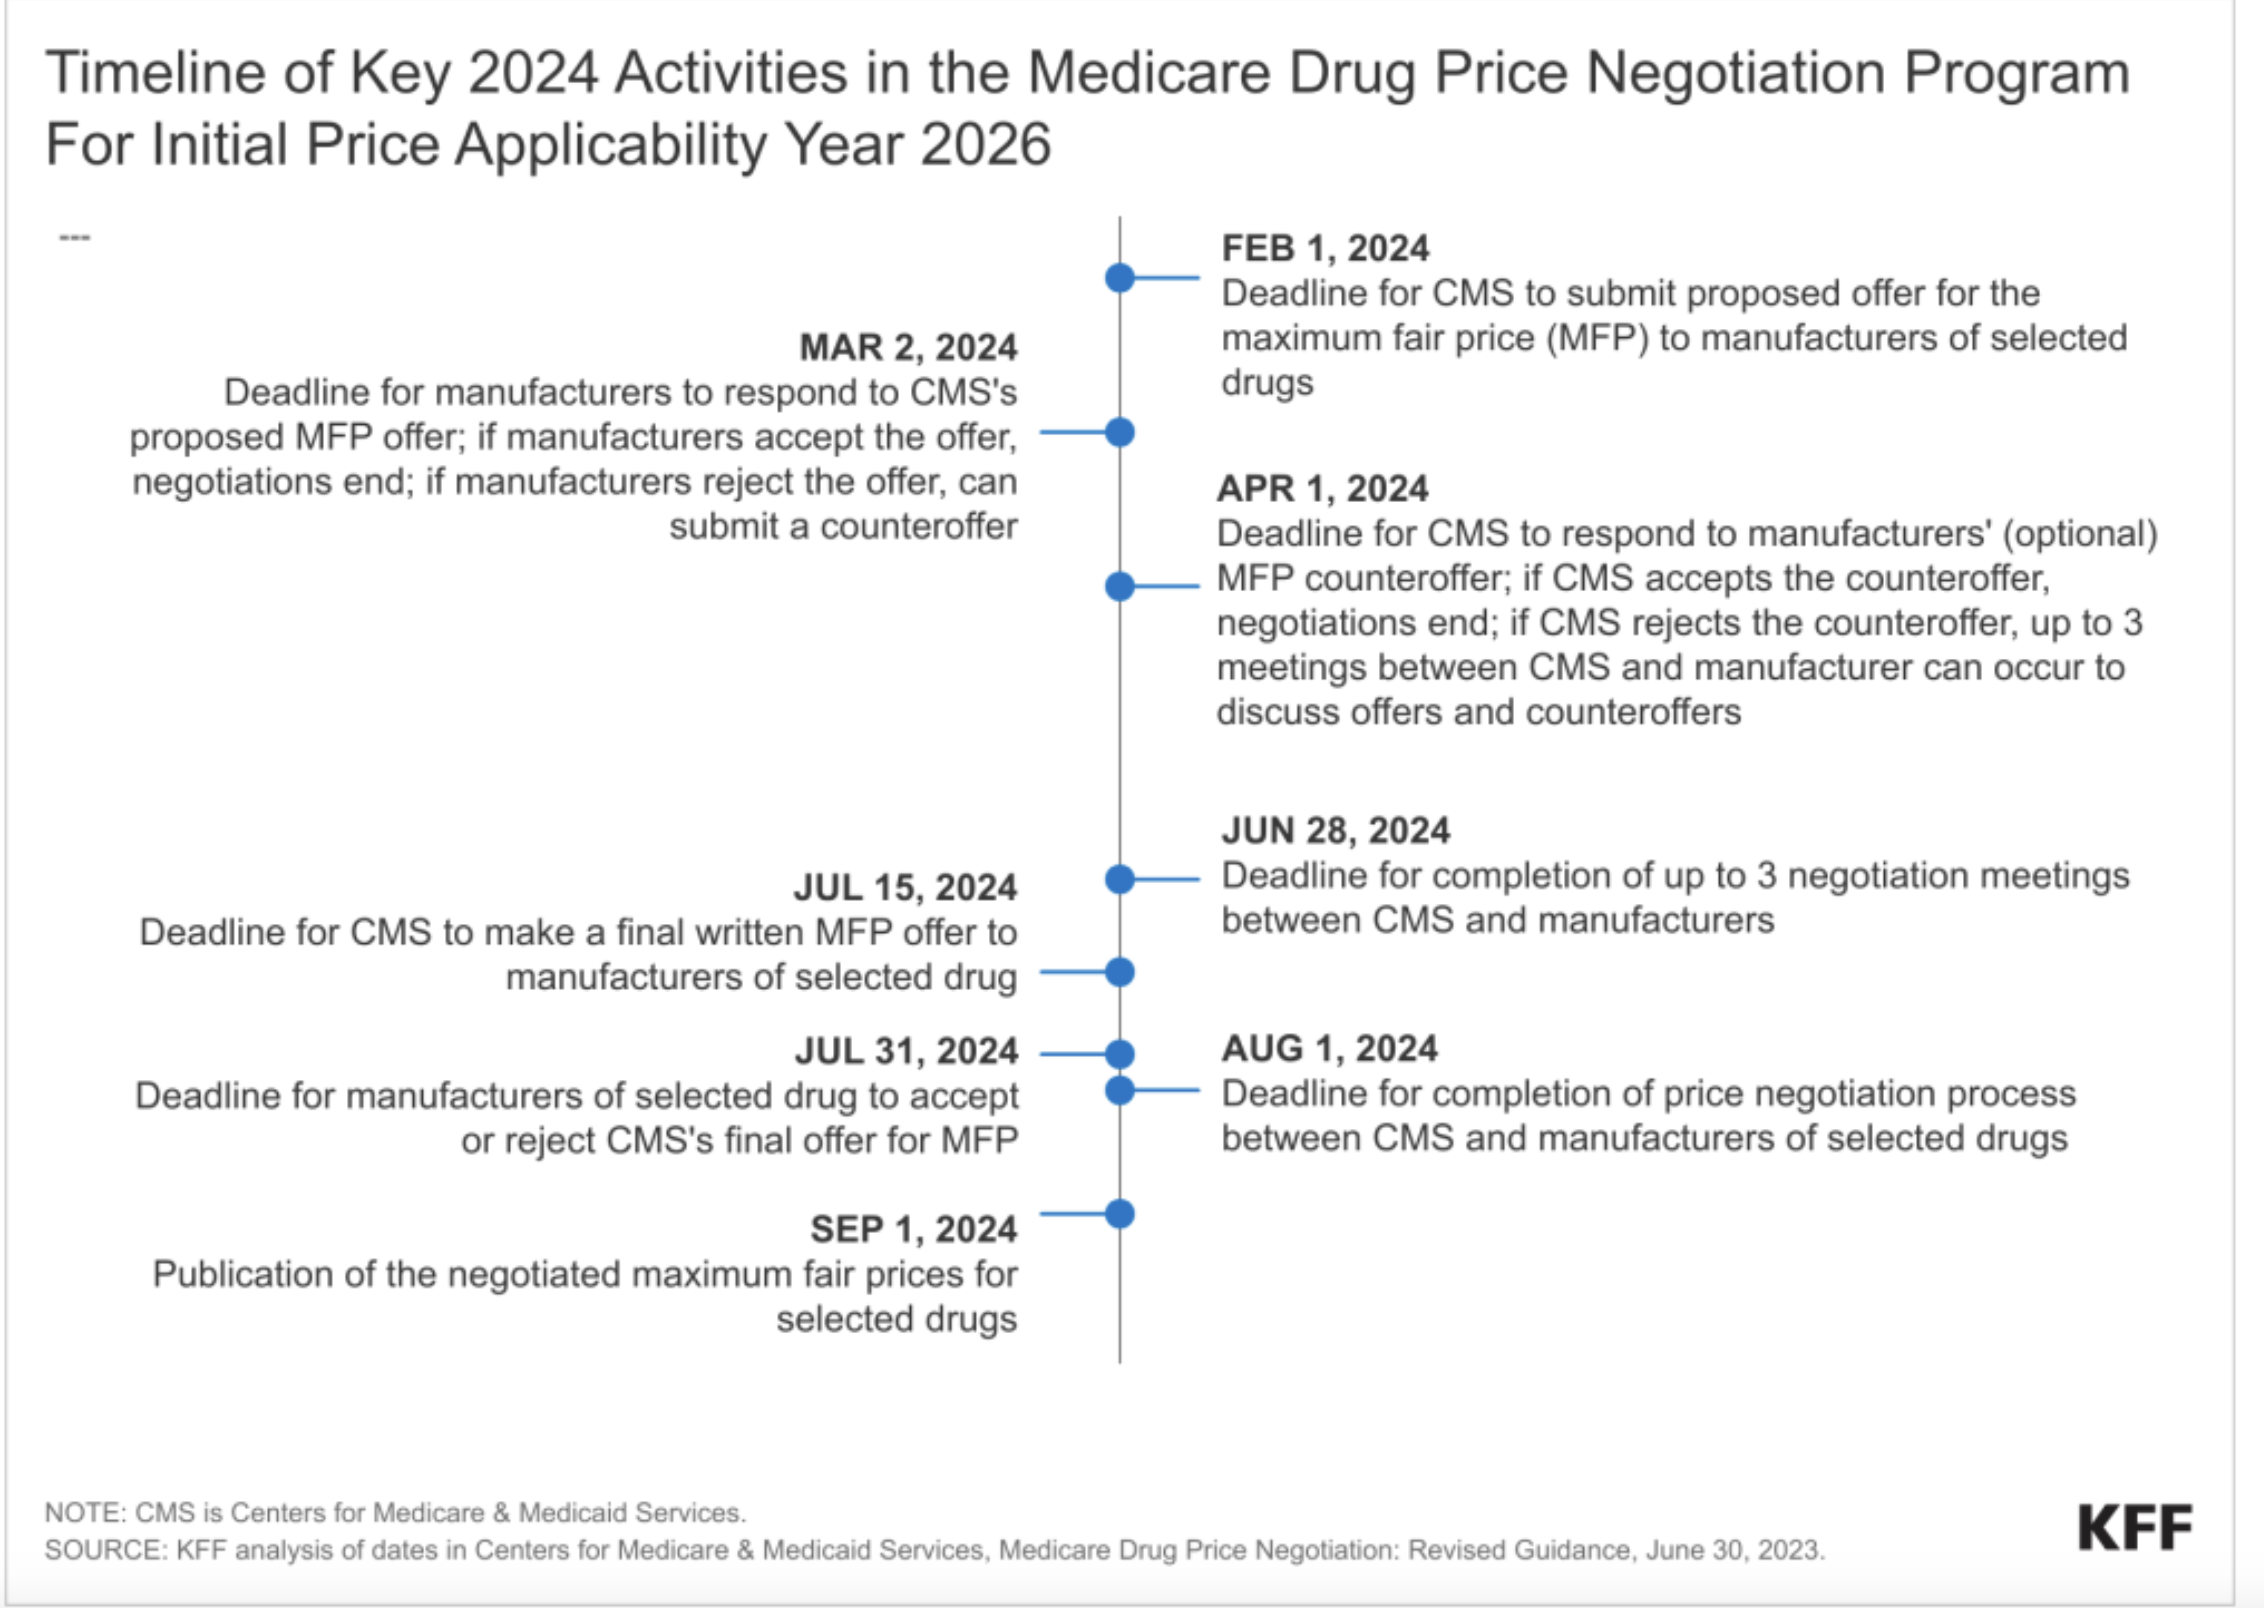 Timeline of Key 2024 Activities in the Medicare Drug Price Negotiation Program
For Initial Price Applicability Year 2026
---
FEB 1, 2024
Deadline for CMS to submit proposed offer for the
maximum fair price (MFP) to manufacturers of selected
drugs
MAR 2, 2024
Deadline for manufacturers to respond to CMS's
proposed MFP offer; if manufacturers accept the offer,
negotiations end; if manufacturers reject the offer, can
submit a counteroffer
APR 1, 2024
Deadline for CMS to respond to manufacturers' (optional)
MFP counteroffer; if CMS accepts the counteroffer,
negotiations end; if CMS rejects the counteroffer, up to 3
meetings between CMS and manufacturer can occur to
discuss offers and counteroffers
JUN 28, 2024
Deadline for completion of up to 3 negotiation meetings
between CMS and manufacturers
JUL 15, 2024
Deadline for CMS to make a final written MFP offer to
manufacturers of selected drug
JUL 31, 2024
Deadline for manufacturers of selected drug to accept
or reject CMS's final offer for MFP
AUG 1, 2024
Deadline for completion of price negotiation process
between CMS and manufacturers of selected drugs
SEP 1, 2024
Publication of the negotiated maximum fair prices for
selected drugs
NOTE: CMS is Centers for Medicare & Medicaid Services.
SOURCE: KFF analysis of dates in Centers for Medicare & Medicaid Services, Medicare Drug Price Negotiation: Revised Guidance, June 30, 2023.
KFF